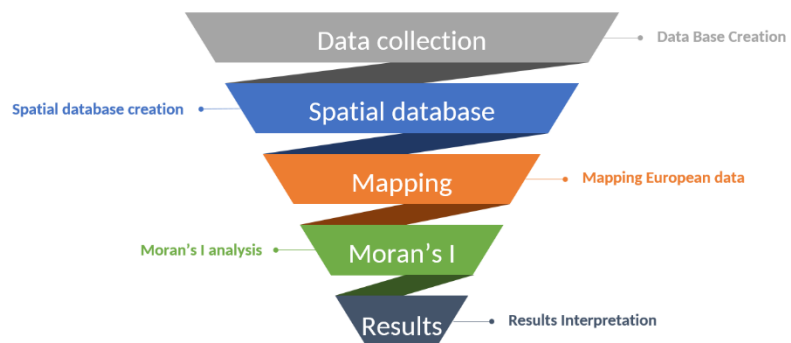 Data collection
Data Base Creation
Spatial database creation
Spatial database
Mapping
Mapping European data
Moran's I analysis
Moran's I
Results
Results Interpretation